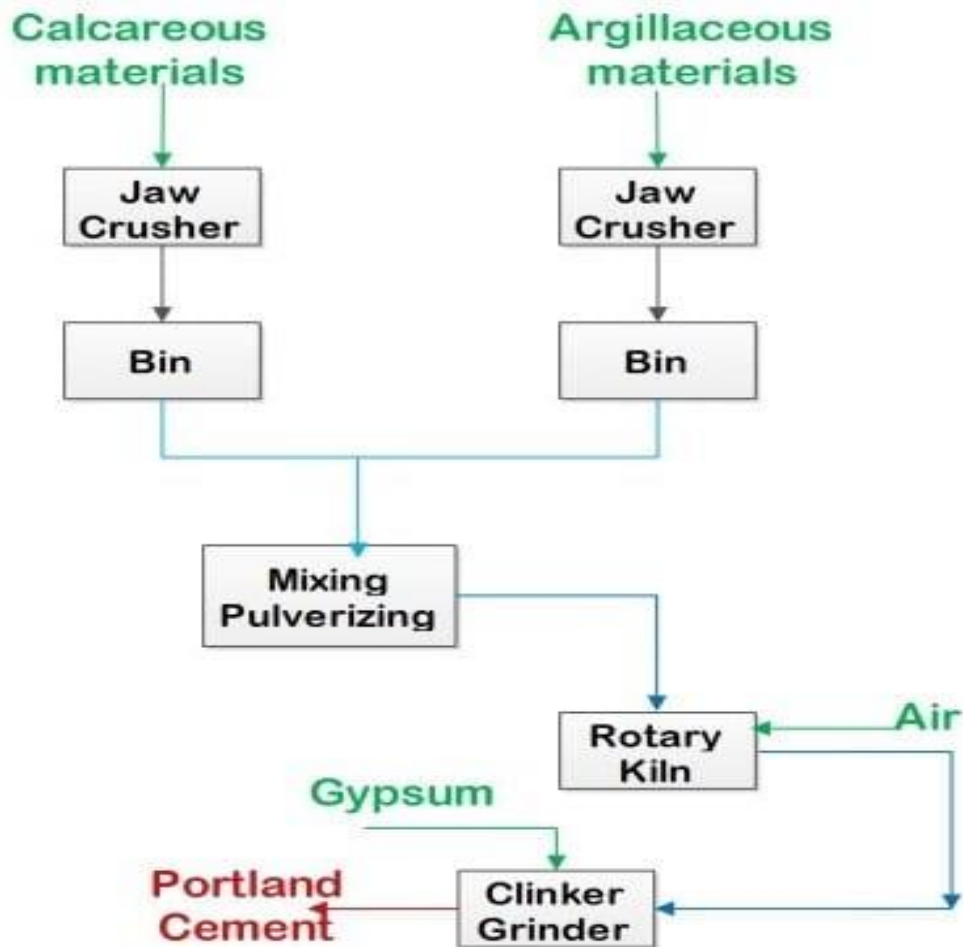 Calcareous
materials
Argillaceous
materials
Jaw
Crusher
Jaw
Crusher
Bin
Bin
Mixing
Pulverizing
Air
Rotary
Kiln
Gypsum
Portland
Cement
Clinker
Grinder